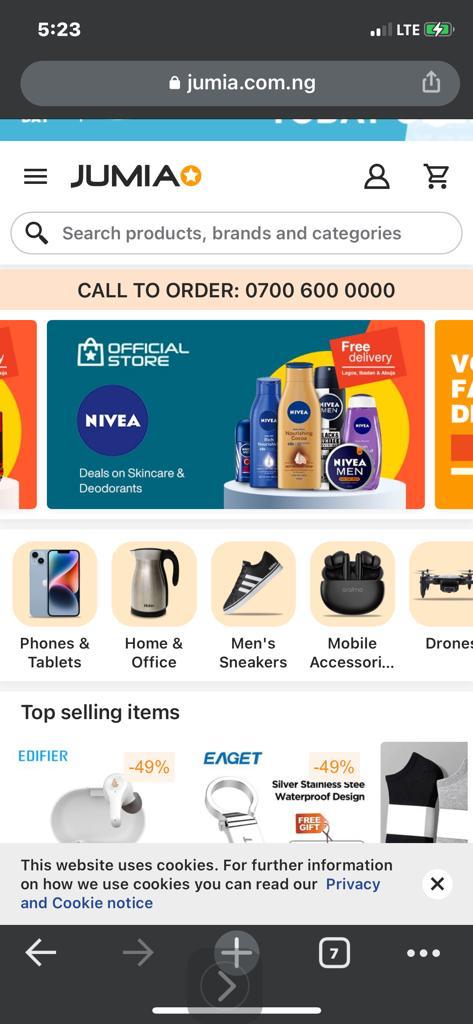 5:23
LTE
jumia.com.ng
JUMIA
Search products, brands and categories
CALL TO ORDER: 0700 600 0000
OFFICIAL
STORE
Free
delivery
Lagos, Ibadan & Abuja
NIVEA
Deals on Skincare &
Deodorants
NIVEA
NIVEA
Nourishing
Cocoa
NIVEA
MEN
NIVEA
NIVEA
MEN
Phones &
Tablets
Home &
Office
Men's
Sneakers
Mobile
Accessori...
Drones
Top selling items
EDIFIER
-49%
EAGET
-49%
Silver Stainless Stee
Waterproof Design
FREE
GIFT
This website uses cookies. For further information
on how we use cookies you can read our Privacy
and Cookie notice
7